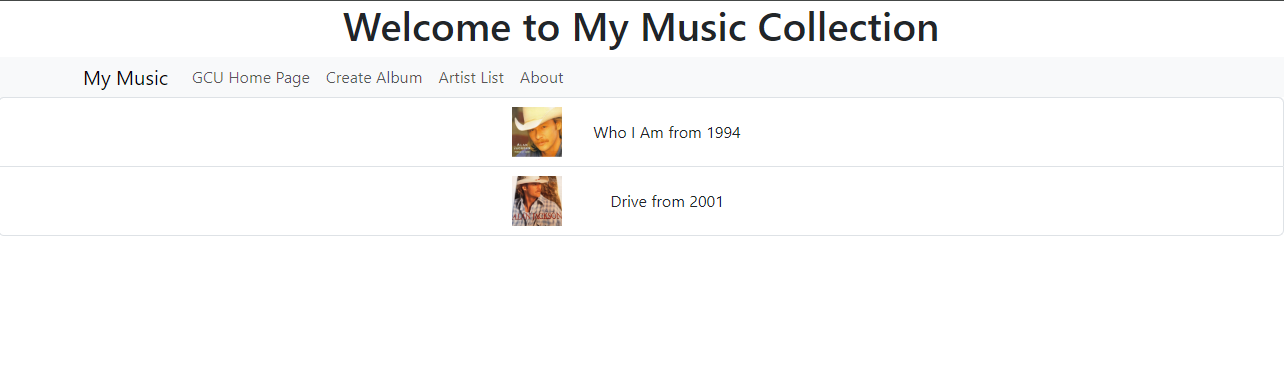 Welcome to My Music Collection
My Music GCU Home Page Create Album Artist List About
Who I Am from 1994
Drive from 2001